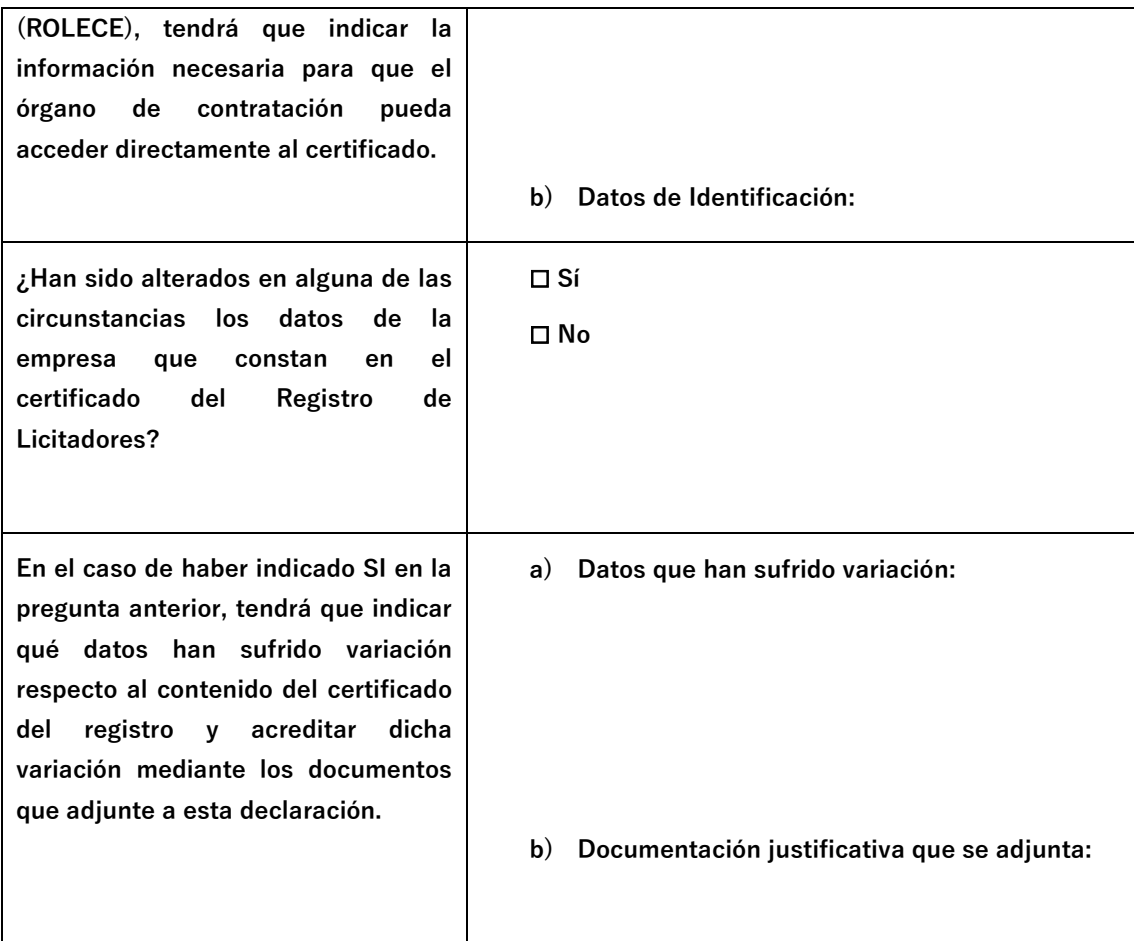 (ROLECE), tendrá que indicar la
información necesaria para que el
órgano de contratación pueda
acceder directamente al certificado.
b) Datos de Identificación:
¿Han sido alterados en alguna de las
circunstancias los datos de la
empresa que constan en el
certificado del Registro de
Licitadores?
☐ Sí
☐ No
En el caso de haber indicado SI en la
pregunta anterior, tendrá que indicar
qué datos han sufrido variación
respecto al contenido del certificado
del registro y acreditar dicha
variación mediante los documentos
que adjunte a esta declaración.
a) Datos que han sufrido variación:
b) Documentación justificativa que se adjunta: